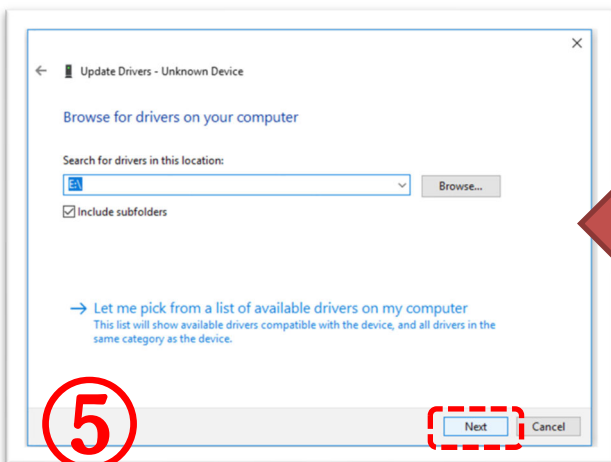 Update Drivers - Unknown Device
Browse for drivers on your computer
Search for drivers in this location:
E:\
Browse...
Include subfolders
Let me pick from a list of available drivers on my computer
This list will show available drivers compatible with the device, and all drivers in the
same category as the device.
⑤
Next
Cancel